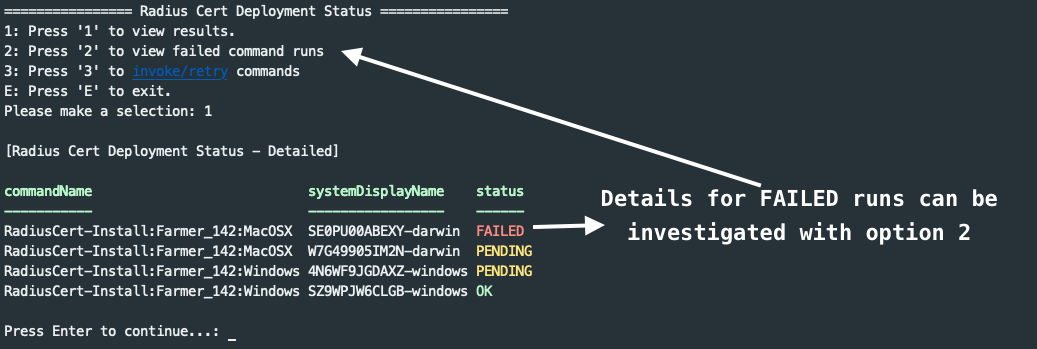 ================ Radius Cert Deployment Status ================
1: Press '1' to view results.
2: Press '2' to view failed command runs
3: Press '3' to invoke/retry commands
E: Press 'E' to exit.
Please make a selection: 1
[Radius Cert Deployment Status - Detailed]
commandName systemDisplayName status
----------- ----------------- ------
RadiusCert-Install:Farmer_142:MacOSX SE0PU00ABEXY-darwin FAILED
RadiusCert-Install:Farmer_142:MacOSX W7G49905IM2N-darwin PENDING
RadiusCert-Install:Farmer_142:Windows 4N6WF9JGDAXZ-windows PENDING
RadiusCert-Install:Farmer_142:Windows SZ9WPJW6CLGB-windows OK
Press Enter to continue...: _
Details for FAILED runs can be
investigated with option 2